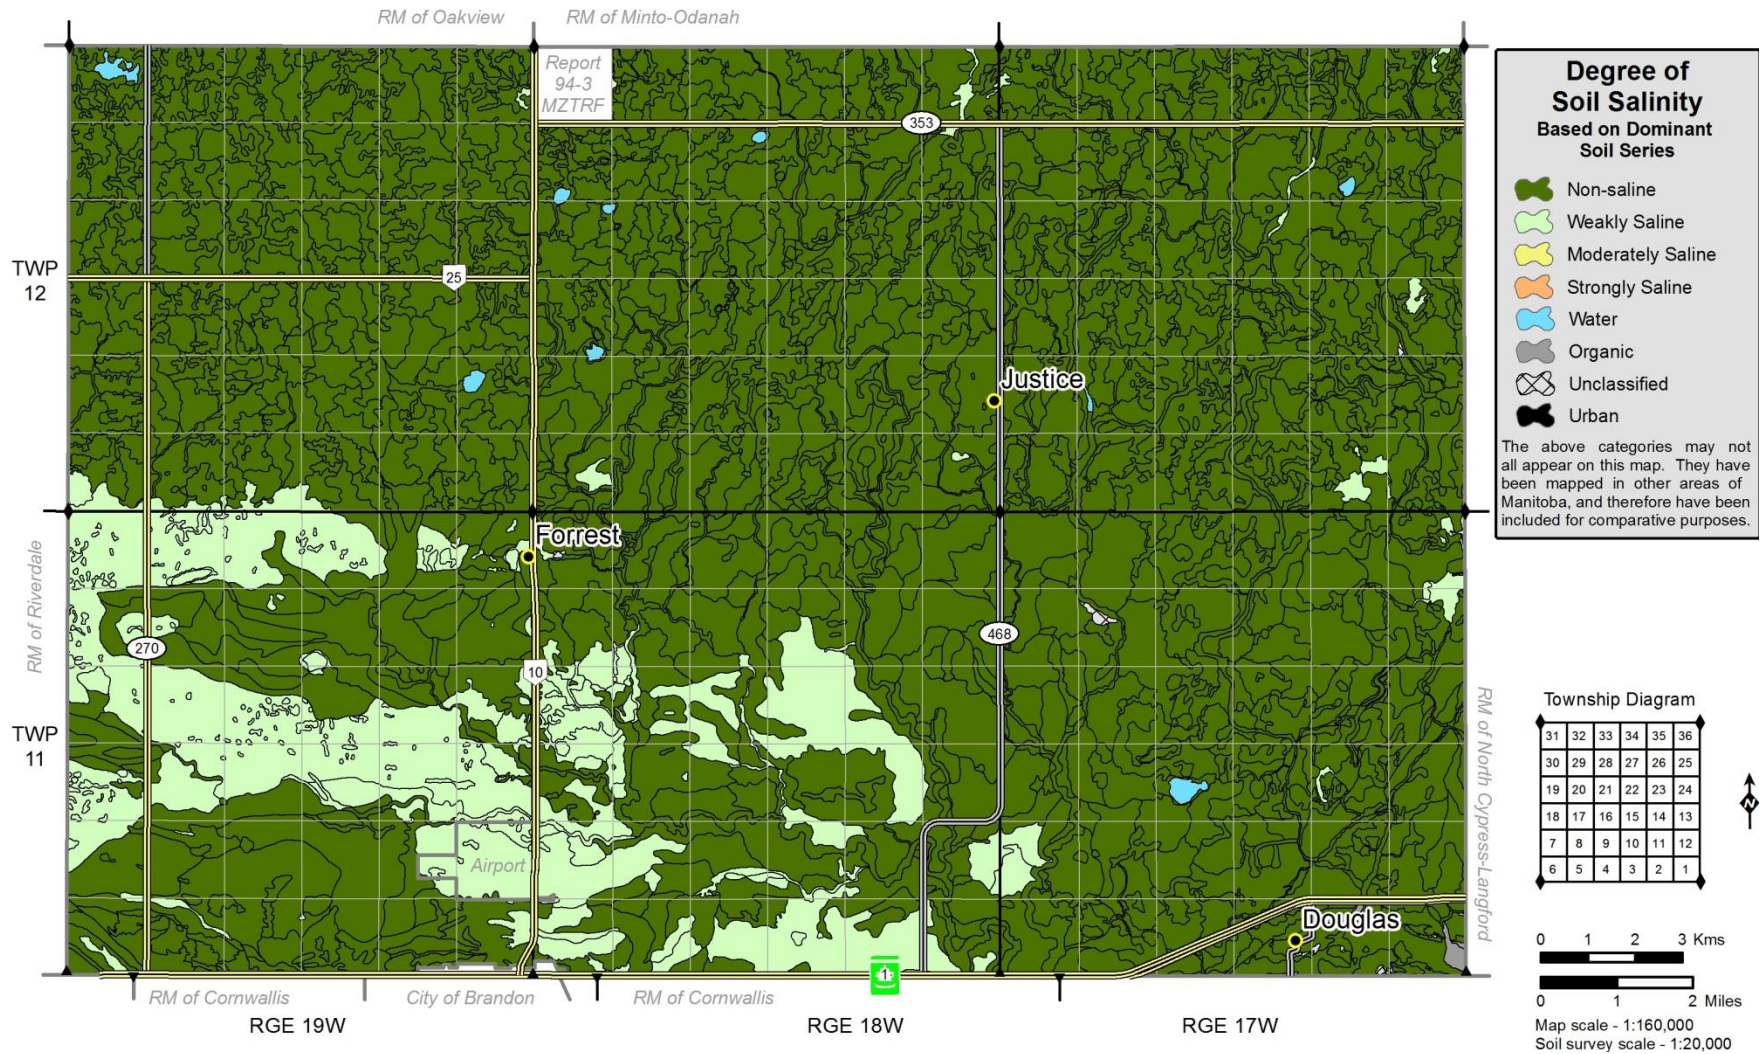 RM of Oakview
RM of Minto-Odanah
Report
94-3
MZTRF
353
25
TWP
12
Justice
Forrest
RM of Riverdale
270
468
10
TWP
11
RM of North Cypress-Langford
Airport
Douglas
1
RM of Cornwallis
City of Brandon
RM of Cornwallis
RGE 19W
RGE 18W
RGE 17W
Degree of
Soil Salinity
Based on Dominant
Soil Series
Non-saline
Weakly Saline
Moderately Saline
Strongly Saline
Water
Organic
Unclassified
Urban
The above categories may not
all appear on this map. They have
been mapped in other areas of
Manitoba, and therefore have been
included for comparative purposes.
Township Diagram
31 32 33 34 35 36
30 29 28 27 26 25
19 20 21 22 23 24
18 17 16 15 14 13
7 8 9 10 11 12
6 5 4 3 2 1
N
0 1 2 3 Kms
0 1 2 Miles
Map scale - 1:160,000
Soil survey scale - 1:20,000